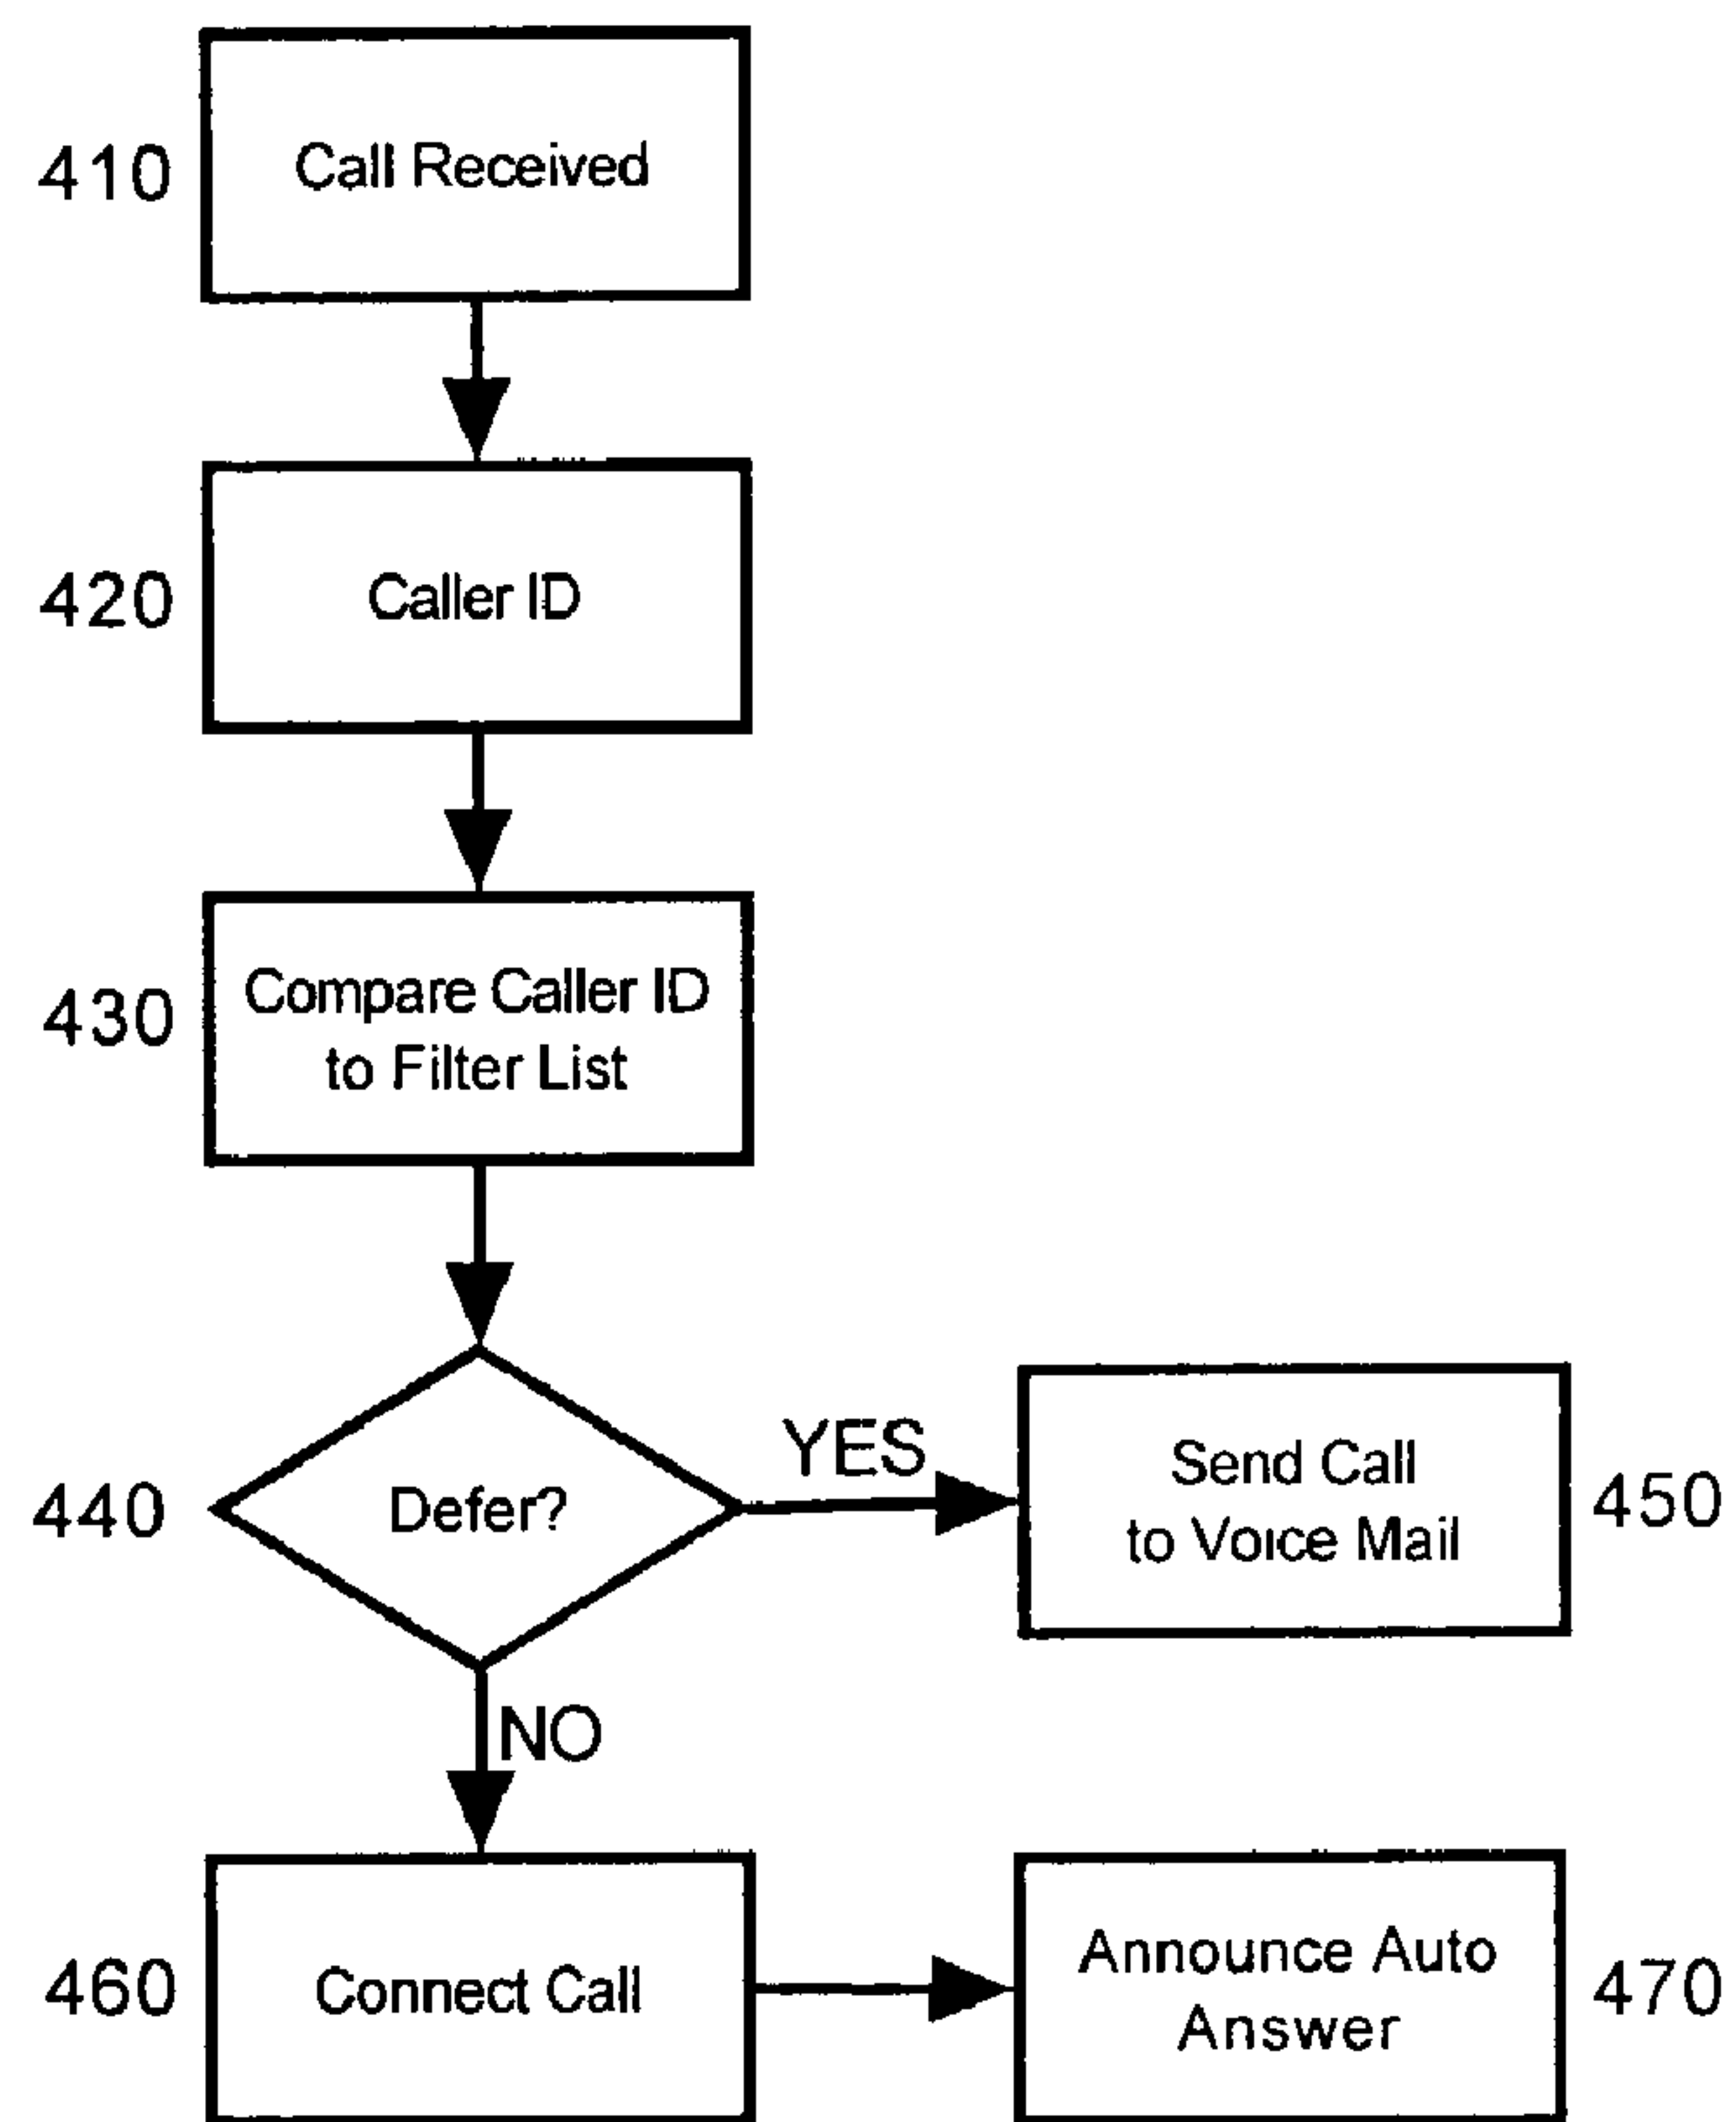 410
Call Received
420
Caller ID
430
Compare Caller ID
to Filter List
440
Defer?
YES
Send Call
to Voice Mail
450
NO
460
Connect Call
Announce Auto
Answer
470